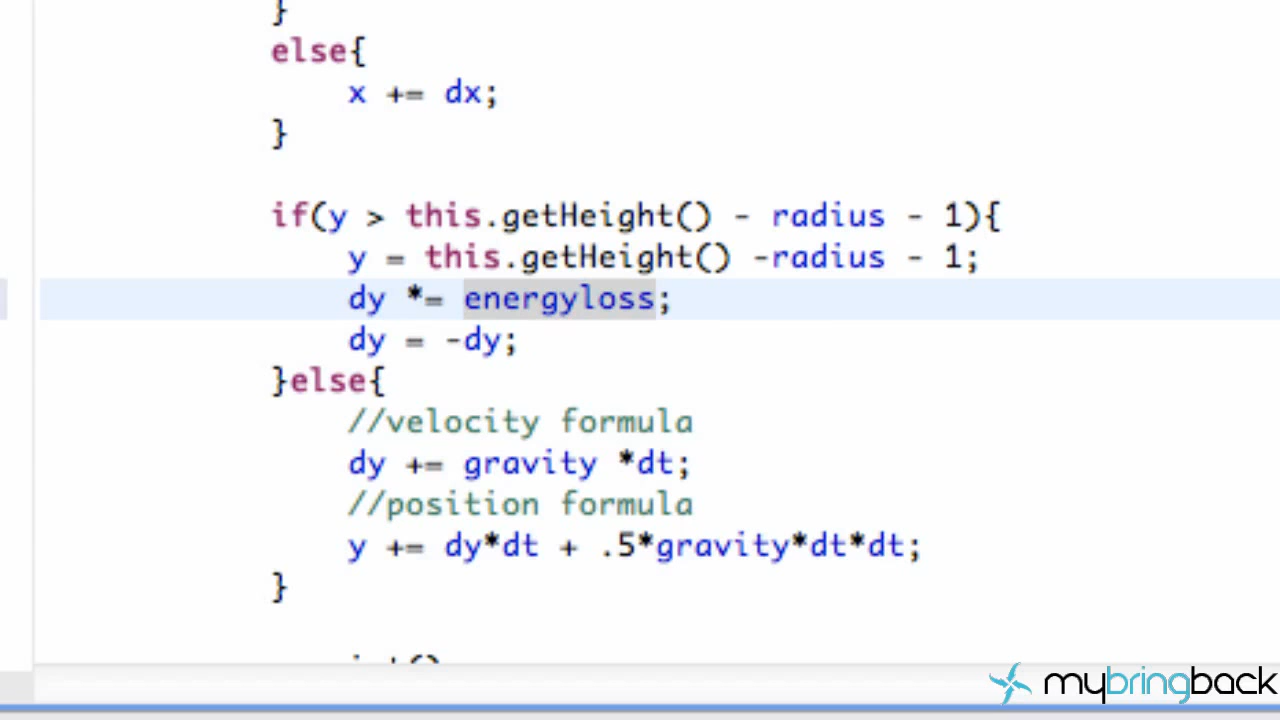 }
else{
x += dx;
}
if(y > this.getHeight() - radius - 1){
y = this.getHeight() -radius - 1;
dy *= energyloss;
dy = -dy;
}else{
//velocity formula
dy += gravity *dt;
//position formula
y += dy*dt + .5*gravity*dt*dt;
}
mybringback